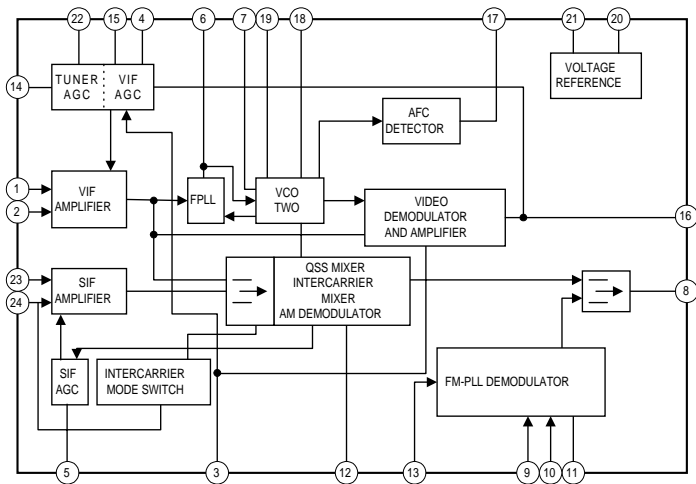 22 15 4 6 7 19 18 17 21 20
TUNER VIF
AGC AGC
VOLTAGE
REFERENCE
14
AFC
DETECTOR
1
2
VIF
AMPLIFIER
FPLL
VCO
TWO
VIDEO
DEMODULATOR
AND AMPLIFIER
16
23
24
SIF
AMPLIFIER
QSS MIXER
INTERCARRIER
MIXER
AM DEMODULATOR
8
SIF
AGC
INTERCARRIER
MODE SWITCH
FM-PLL DEMODULATOR
5 3 12 13 9 10 11